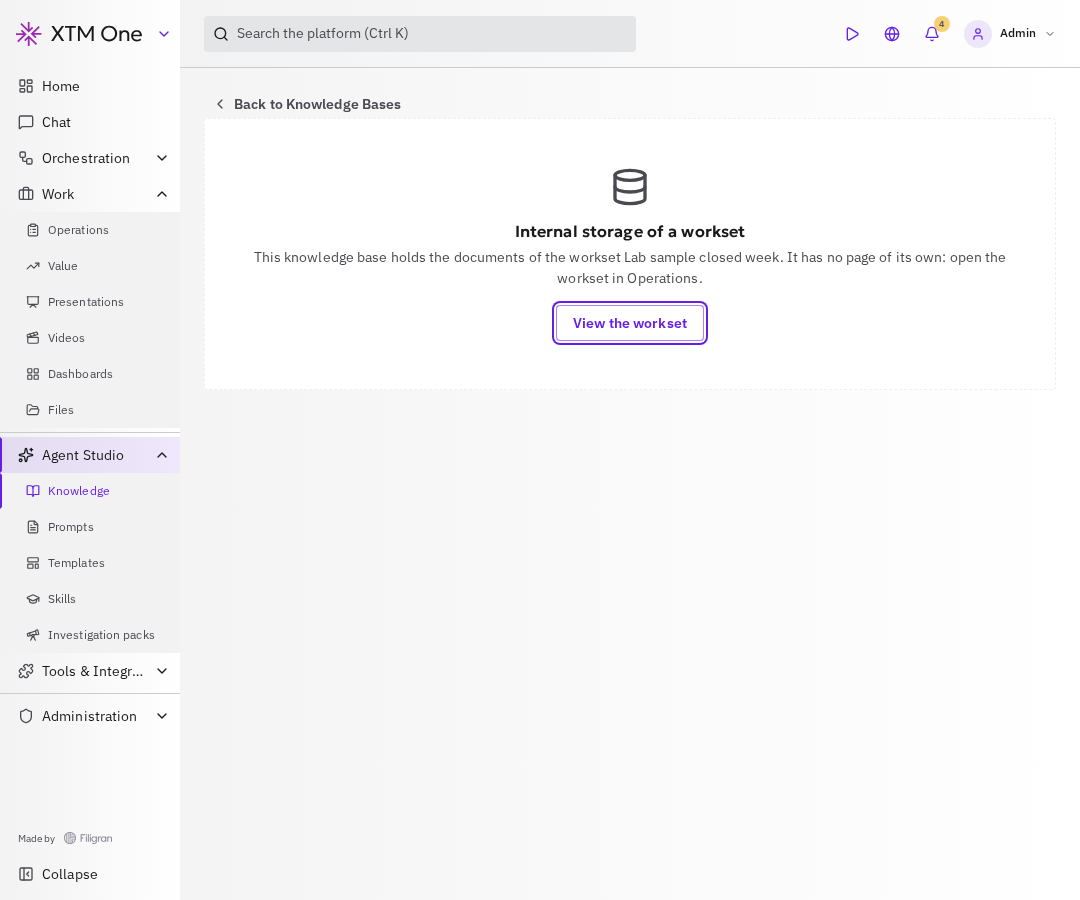 XTM One
Search the platform (Ctrl K)
4
Admin
Home
Chat
Orchestration
Work
Operations
Value
Presentations
Videos
Dashboards
Files
Agent Studio
Knowledge
Prompts
Templates
Skills
Investigation packs
Tools & Integr...
Administration
Made by Filigran
Collapse
Back to Knowledge Bases
Internal storage of a workset
This knowledge base holds the documents of the workset Lab sample closed week. It has no page of its own: open the
workset in Operations.
View the workset